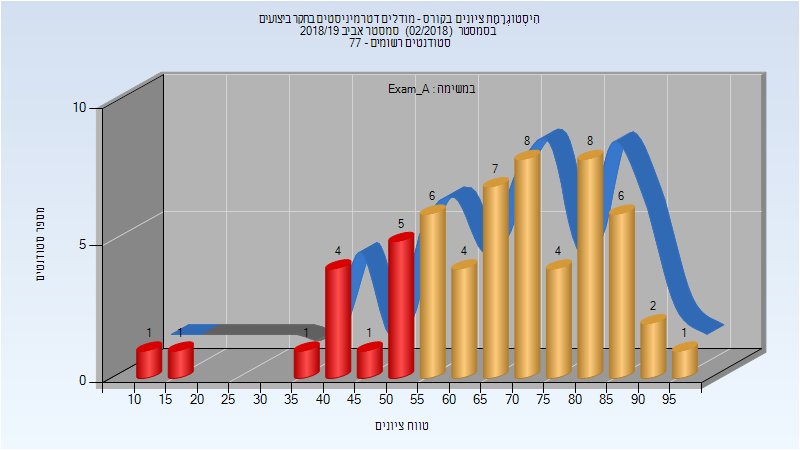 היסטוגרמת ציונים בקורס - מודלים דטרמיניסטים בחקר ביצועים
בסמסטר (02/2018) סמסטר אביב 2018/19
סטודנטים רשומים - 77
במשימה : Exam_A
מספר סטודנטים
10
5
0
1 1 1 4 1 5 6 4 7 8 4 8 6 2 1
10 15 20 25 30 35 40 45 50 55 60 65 70 75 80 85 90 95
טווח ציונים